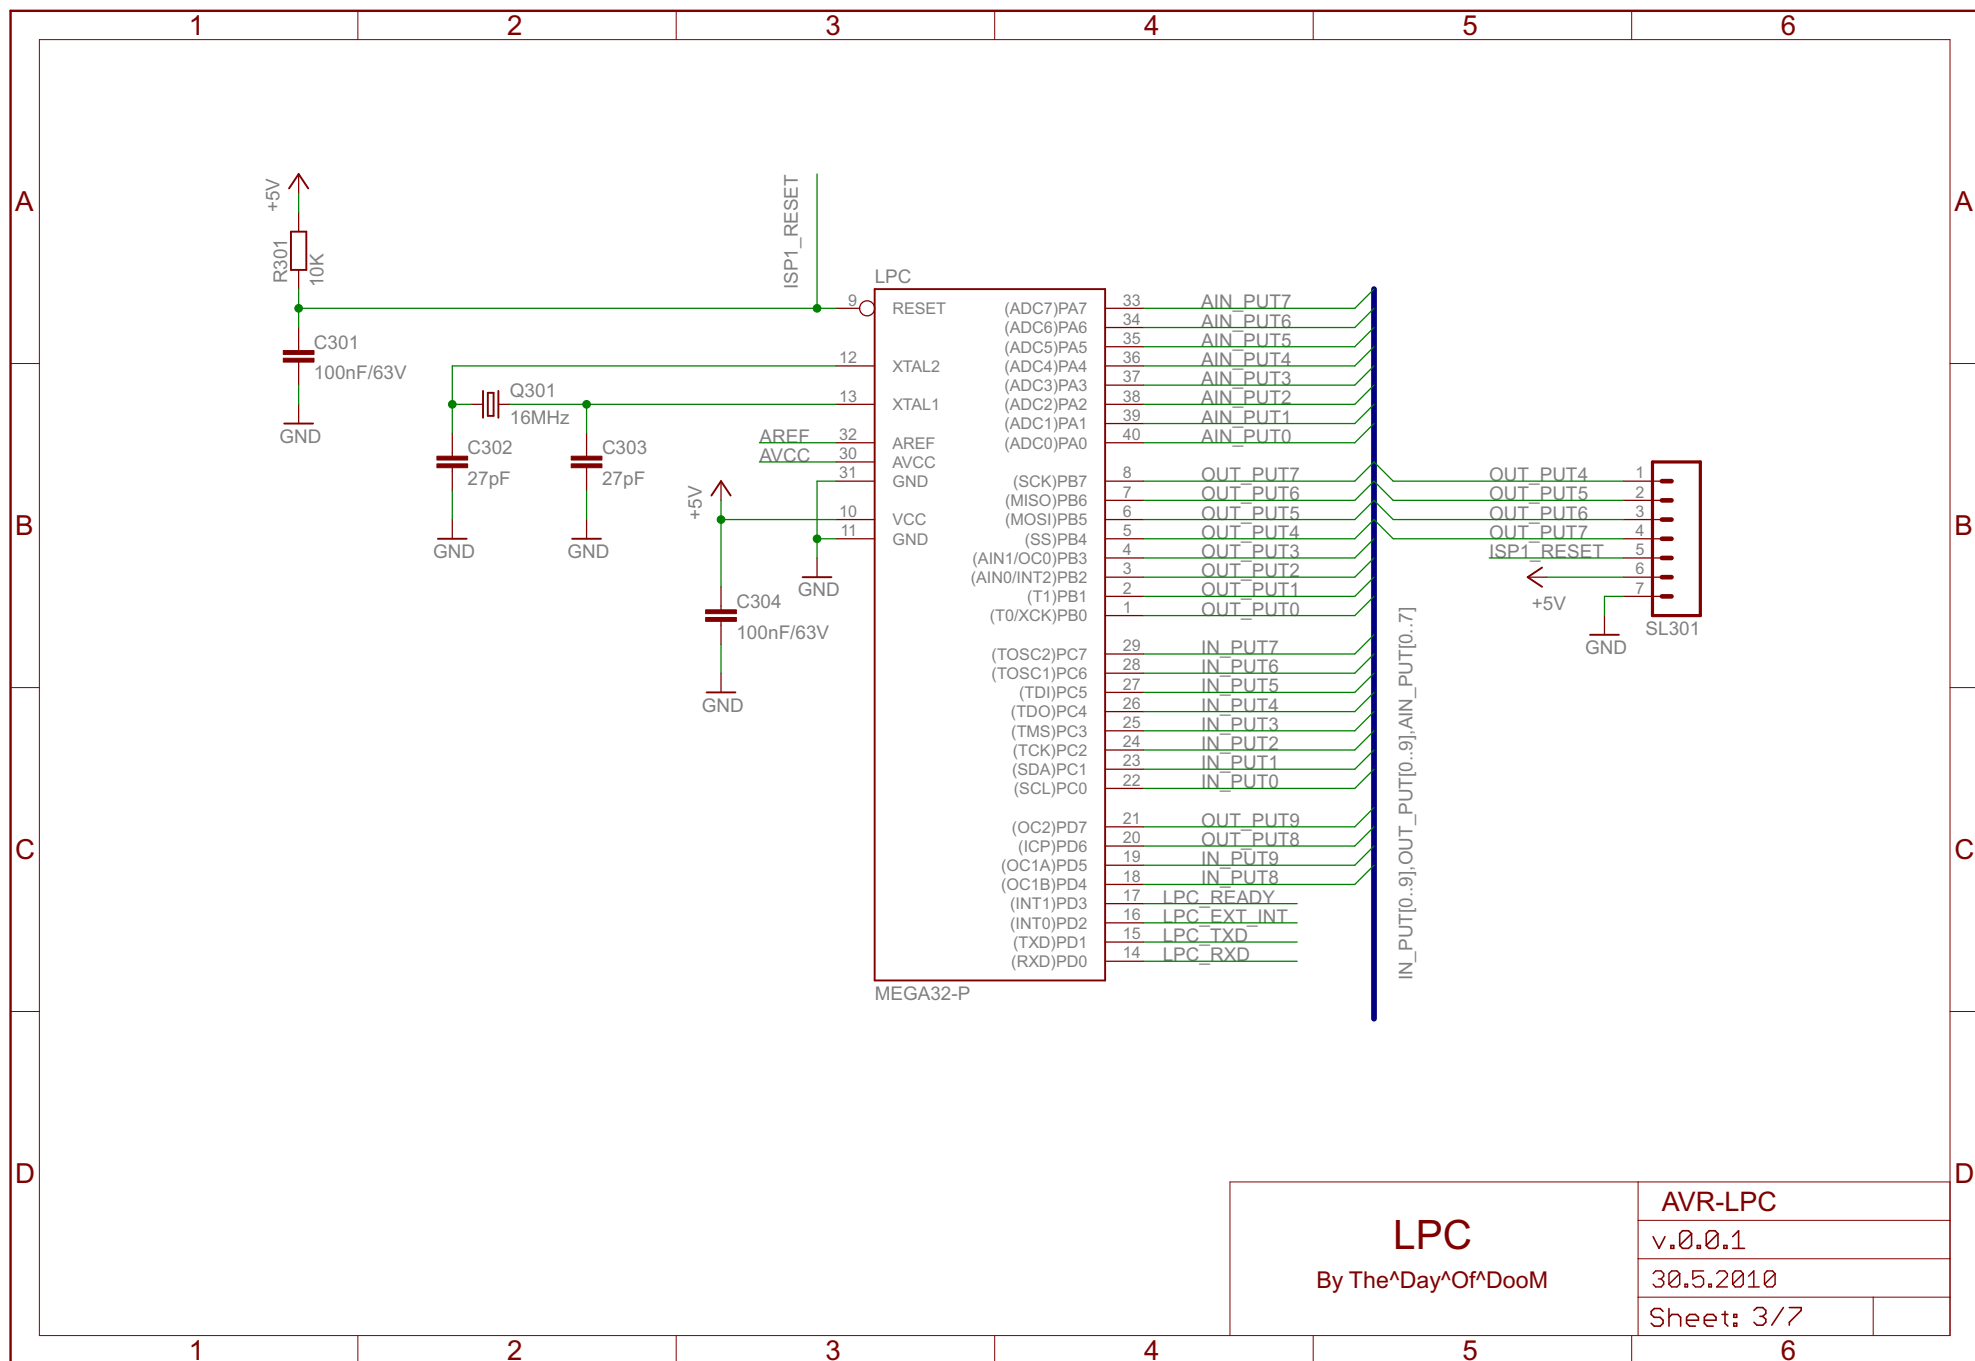 1 2 3 4 5 6
A A
B B
C C
D D
+5V
R301
10K
C301
100nF/63V
GND
ISP1_RESET
Q301
16MHz
C302
27pF
GND
C303
27pF
GND
AREF
AVCC
+5V
C304
100nF/63V
GND
GND
LPC
9 RESET
12 XTAL2
13 XTAL1
32 AREF
30 AVCC
31 GND
10 VCC
11 GND
(ADC7)PA7 33 AIN_PUT7
(ADC6)PA6 34 AIN_PUT6
(ADC5)PA5 35 AIN_PUT5
(ADC4)PA4 36 AIN_PUT4
(ADC3)PA3 37 AIN_PUT3
(ADC2)PA2 38 AIN_PUT2
(ADC1)PA1 39 AIN_PUT1
(ADC0)PA0 40 AIN_PUT0
(SCK)PB7 8 OUT_PUT7
(MISO)PB6 7 OUT_PUT6
(MOSI)PB5 6 OUT_PUT5
(SS)PB4 5 OUT_PUT4
(AIN1/OC0)PB3 4 OUT_PUT3
(AIN0/INT2)PB2 3 OUT_PUT2
(T1)PB1 2 OUT_PUT1
(T0/XCK)PB0 1 OUT_PUT0
(TOSC2)PC7 29 IN_PUT7
(TOSC1)PC6 28 IN_PUT6
(TDI)PC5 27 IN_PUT5
(TDO)PC4 26 IN_PUT4
(TMS)PC3 25 IN_PUT3
(TCK)PC2 24 IN_PUT2
(SDA)PC1 23 IN_PUT1
(SCL)PC0 22 IN_PUT0
(OC2)PD7 21 OUT_PUT9
(ICP)PD6 20 OUT_PUT8
(OC1A)PD5 19 IN_PUT9
(OC1B)PD4 18 IN_PUT8
(INT1)PD3 17 LPC_READY
(INT0)PD2 16 LPC_EXT_INT
(TXD)PD1 15 LPC_TXD
(RXD)PD0 14 LPC_RXD
MEGA32-P
IN_PUT[0..9],OUT_PUT[0..9],AIN_PUT[0..7]
OUT_PUT4 1
OUT_PUT5 2
OUT_PUT6 3
OUT_PUT7 4
ISP1_RESET 5
6
+5V
7
GND
SL301
LPC
By The^Day^Of^DooM
AVR-LPC
v.0.0.1
30.5.2010
Sheet: 3/7
1 2 3 4 5 6